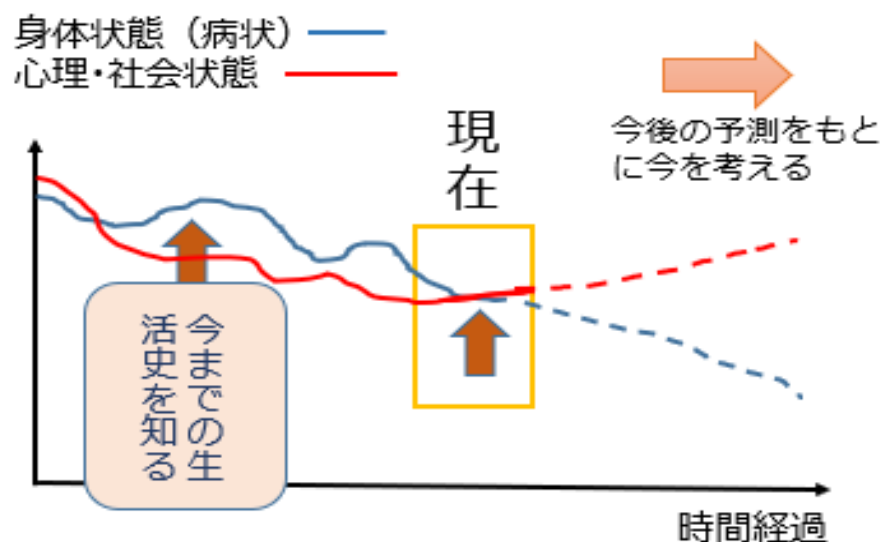 身体状態（病状）
心理・社会状態
今後の予測をもと
に今を考える
現在
今までの生
活史を知る
時間経過